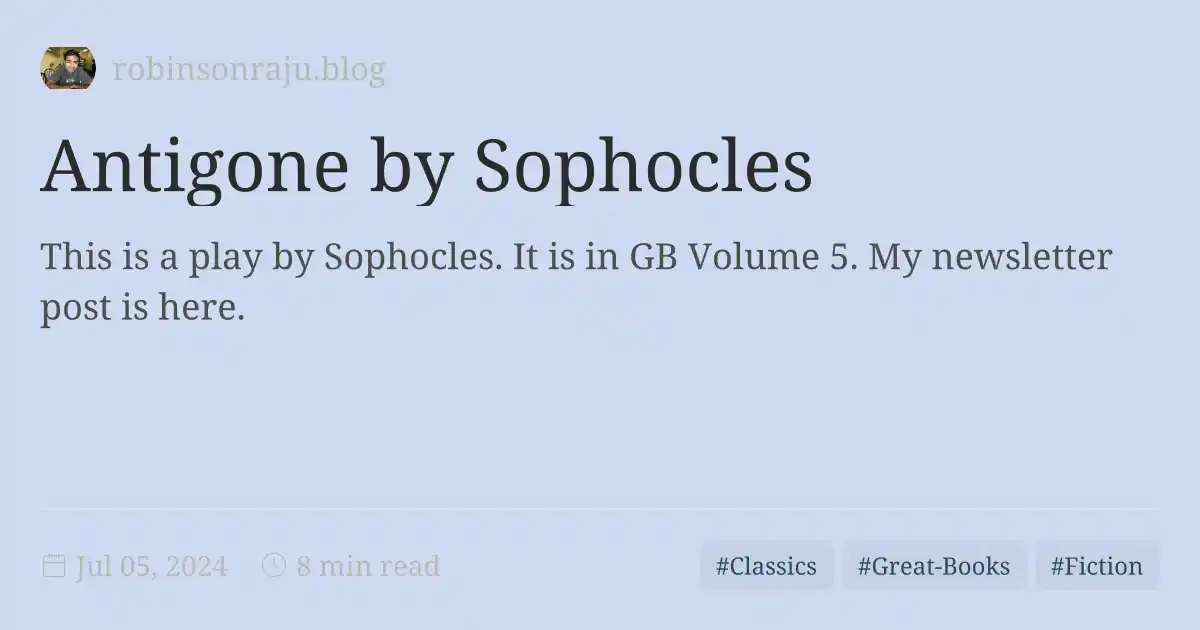 robinsonraju.blog
Antigone by Sophocles
This is a play by Sophocles. It is in GB Volume 5. My newsletter
post is here.
Jul 05, 2024 8 min read #Classics #Great-Books #Fiction